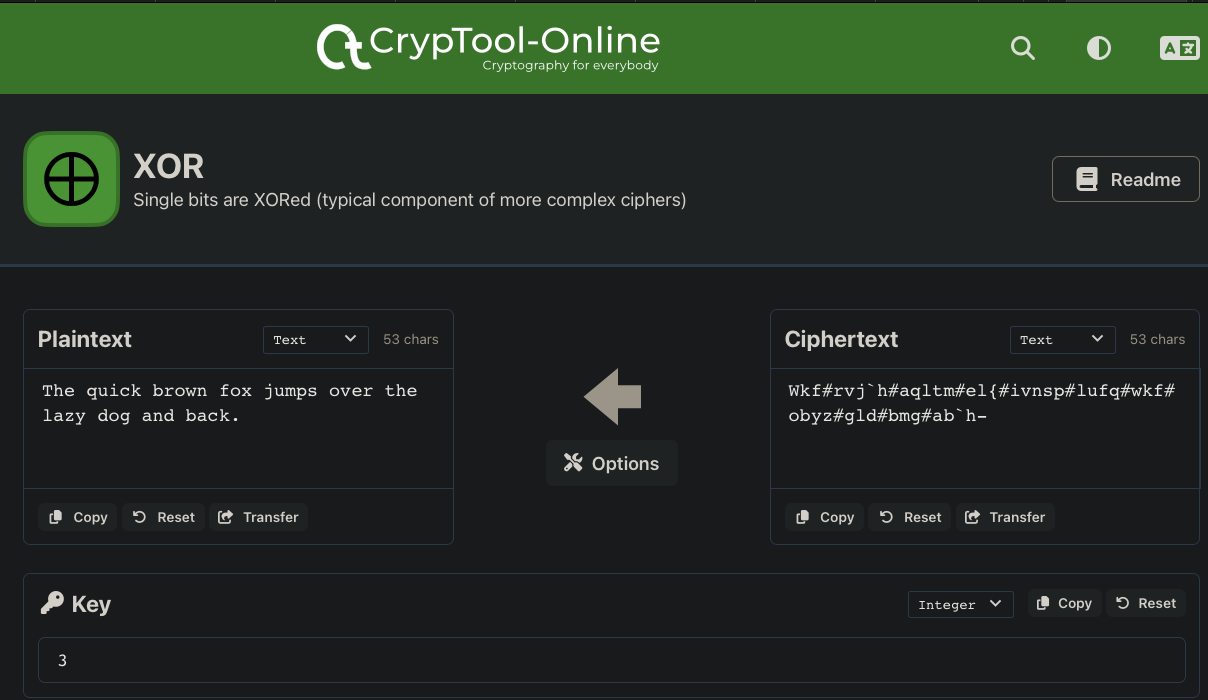 CrypTool-Online
Cryptography for everybody
XOR
Single bits are XORed (typical component of more complex ciphers)
Readme
Plaintext
Text
53 chars
The quick brown fox jumps over the
lazy dog and back.
Copy
Reset
Transfer
Options
Ciphertext
Text
53 chars
Wkf#rvj`h#aqltm#el{#ivnsp#lufq#wkf#
obyz#gld#bmg#ab`h-
Copy
Reset
Transfer
Key
Integer
Copy
Reset
3